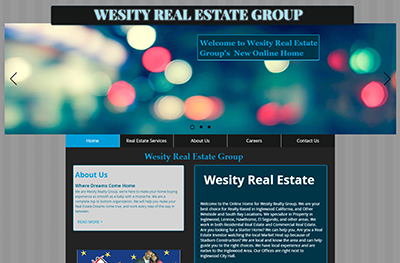 WESITY REAL ESTATE GROUP
Welcome to Wesity Real Estate
Group's New Online Home
Home
Real Estate Services
About Us
Careers
Contact Us
Wesity Real Estate Group
About Us
Where Dreams Come Home
We are Wesity Realty Group, we're here to make your home buying
experience as smooth as a baby with a mustache. We are a
complete top to bottom organization. We will help you make your
Real Estate Dreams come true, and work every step of the way in
between.
READ MORE >
Wesity Real Estate
Welcome to the Online Home for Wesity Realty Group. We are your
best choice for Realty Based in Inglewood California, and Other
Westside and South Bay Locations. We specialize in Property in
Inglewood, Lennox, Hawthorne, El Segundo, and other areas. We
work in both Residential Real Estate and Commercial Real Estate.
Are you looking for a Starter Home? We can help you. Are you a Real
Estate Investor watching the local Market Heat up because of
Stadium Construction? We are local and know the area and can help
guide you to the right choices. We have local experience and are
native to the Inglewood Area. Our Offices are right next to
Inglewood City Hall.